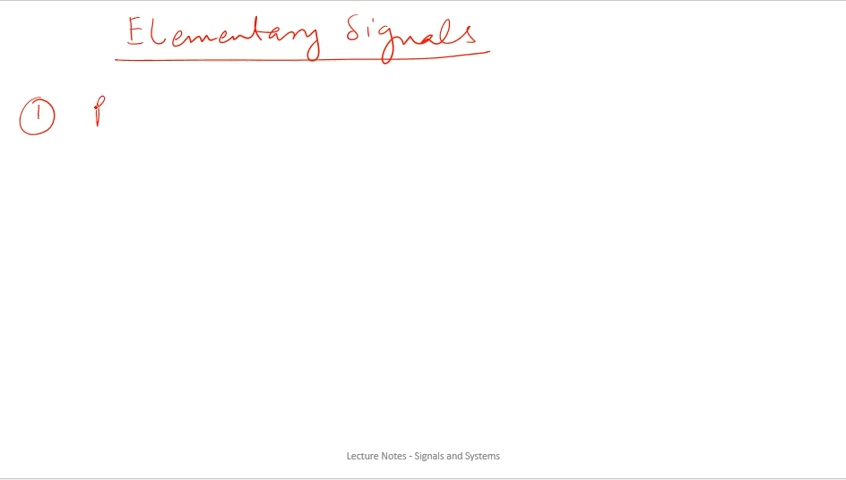 Elementary Signals
① P
Lecture Notes - Signals and Systems